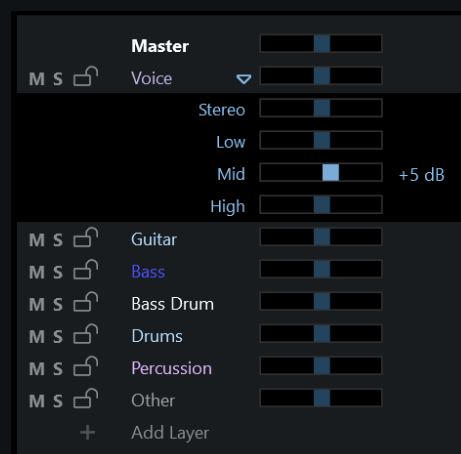 Master
M S Voice
Stereo
Low
Mid +5 dB
High
M S Guitar
M S Bass
M S Bass Drum
M S Drums
M S Percussion
M S Other
+ Add Layer